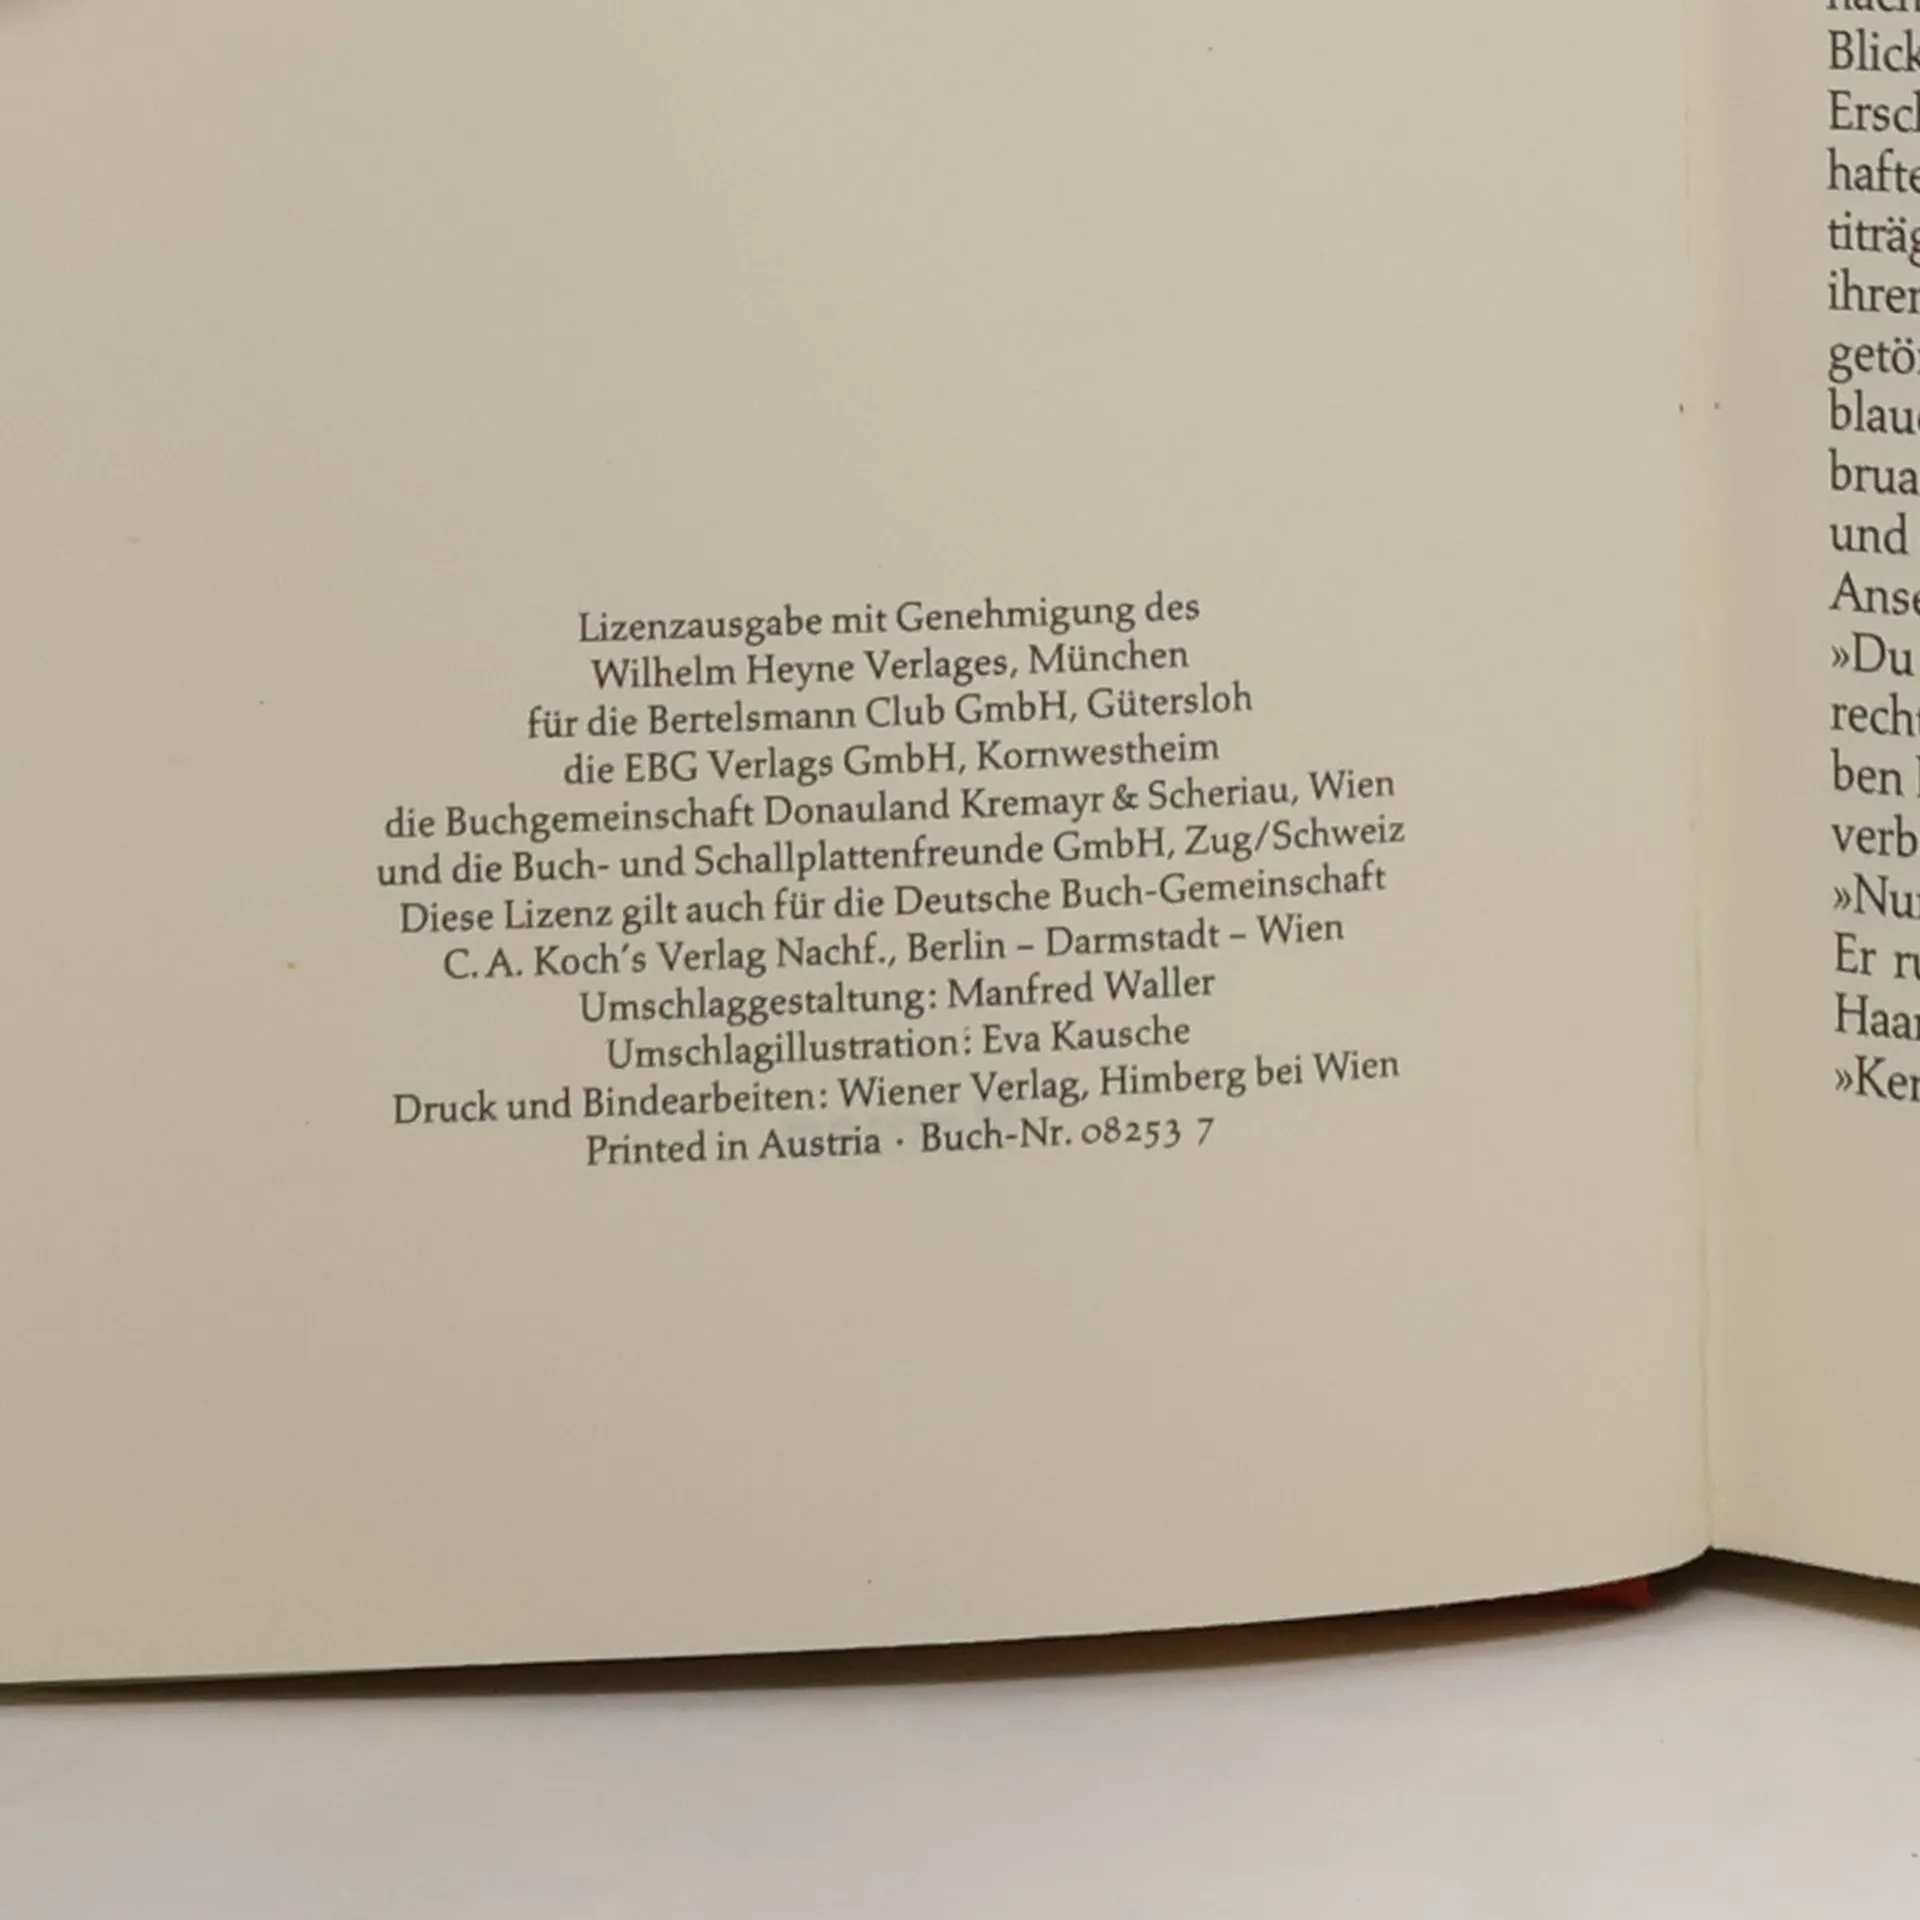 Lizenzausgabe mit Genehmigung des
Wilhelm Heyne Verlages, München
für die Bertelsmann Club GmbH, Gütersloh
die EBG Verlags GmbH, Kornwestheim
die Buchgemeinschaft Donauland Kremayr & Scheriau, Wien
und die Buch- und Schallplattenfreunde GmbH, Zug/Schweiz
Diese Lizenz gilt auch für die Deutsche Buch-Gemeinschaft
C. A. Koch's Verlag Nachf., Berlin – Darmstadt – Wien
Umschlaggestaltung: Manfred Waller
Umschlagillustration: Eva Kausche
Druck und Bindearbeiten: Wiener Verlag, Himberg bei Wien
Printed in Austria · Buch-Nr. 08253 7
und
»Du
ben
Er